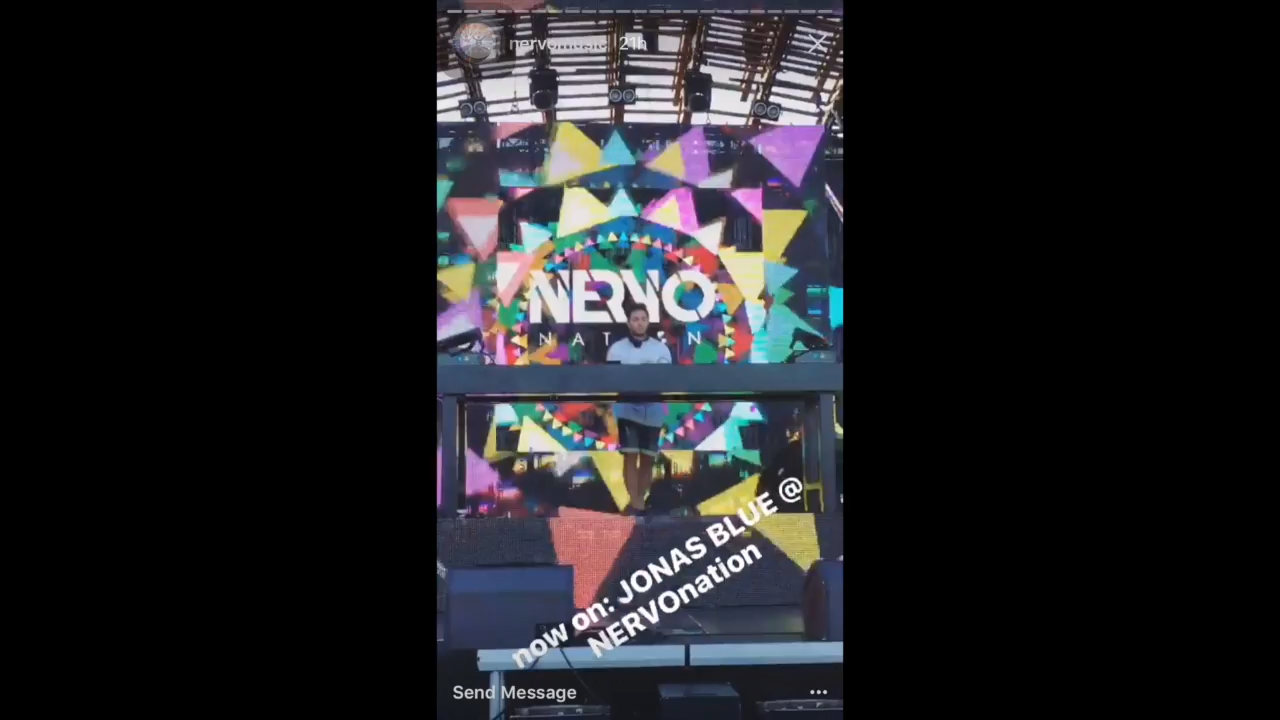 nervomusic 21h
NERVO
NATION
now on: JONAS BLUE @
NERVOnation
Send Message